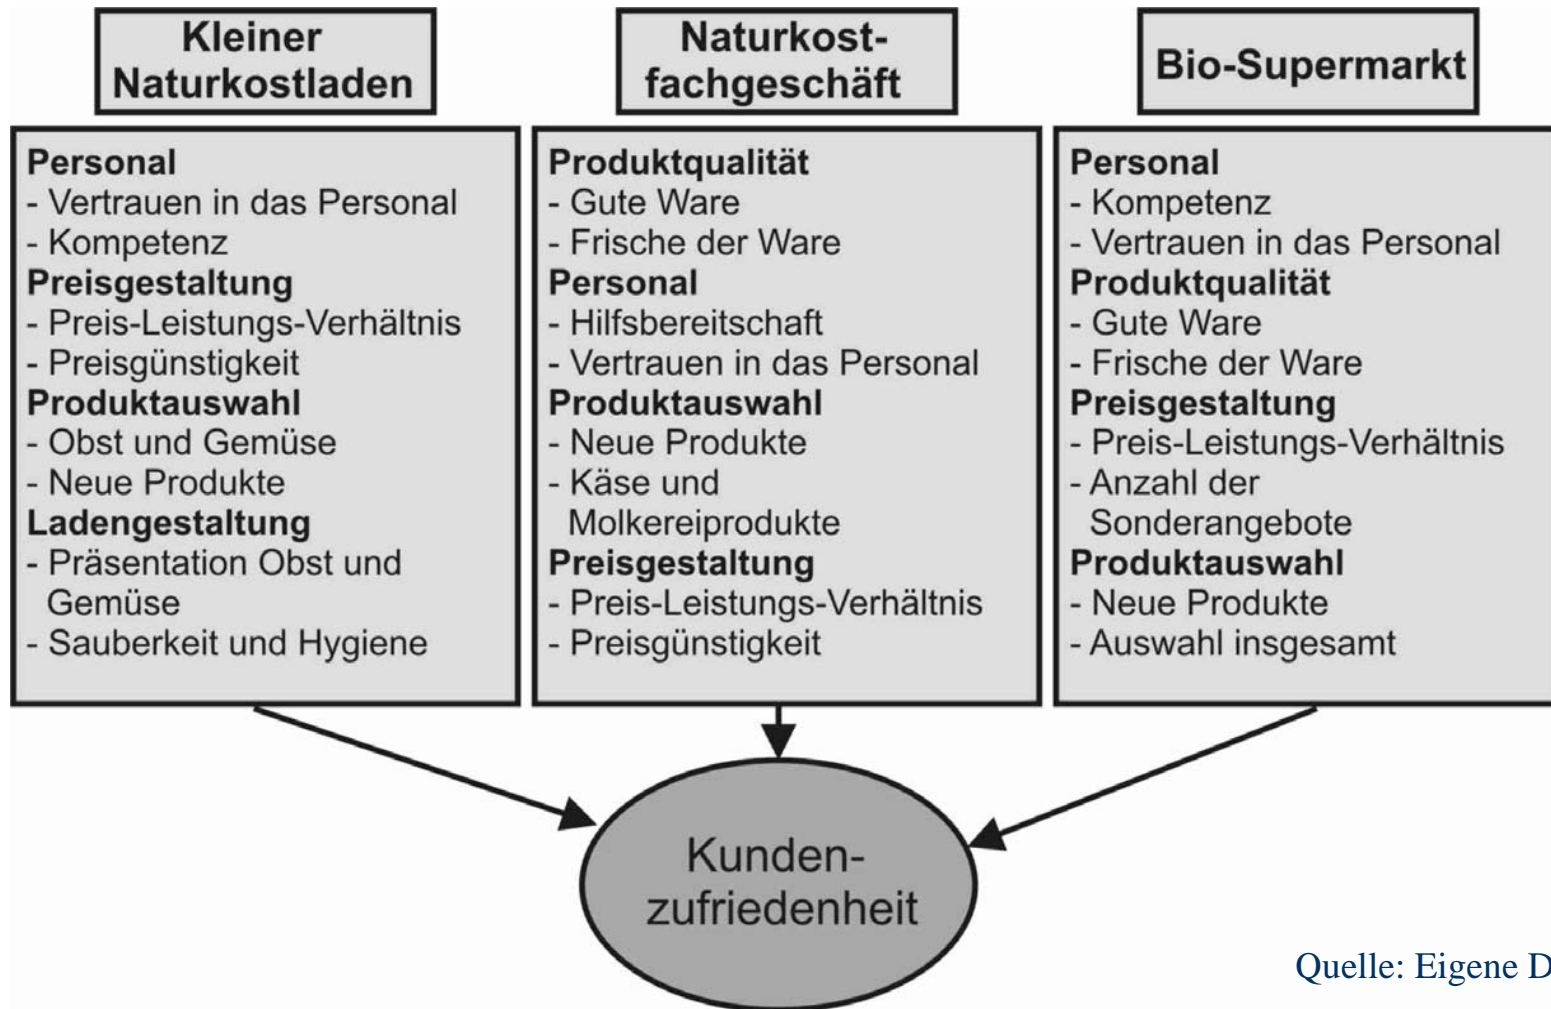 Kleiner
Naturkostladen
Personal
- Vertrauen in das Personal
- Kompetenz
Preisgestaltung
- Preis-Leistungs-Verhältnis
- Preisgünstigkeit
Produktauswahl
- Obst und Gemüse
- Neue Produkte
Ladengestaltung
- Präsentation Obst und
Gemüse
- Sauberkeit und Hygiene
Naturkost-
fachgeschäft
Produktqualität
- Gute Ware
- Frische der Ware
Personal
- Hilfsbereitschaft
- Vertrauen in das Personal
Produktauswahl
- Neue Produkte
- Käse und
Molkereiprodukte
Preisgestaltung
- Preis-Leistungs-Verhältnis
- Preisgünstigkeit
Bio-Supermarkt
Personal
- Kompetenz
- Vertrauen in das Personal
Produktqualität
- Gute Ware
- Frische der Ware
Preisgestaltung
- Preis-Leistungs-Verhältnis
- Anzahl der
Sonderangebote
Produktauswahl
- Neue Produkte
- Auswahl insgesamt
Kunden-
zufriedenheit
Quelle: Eigene D